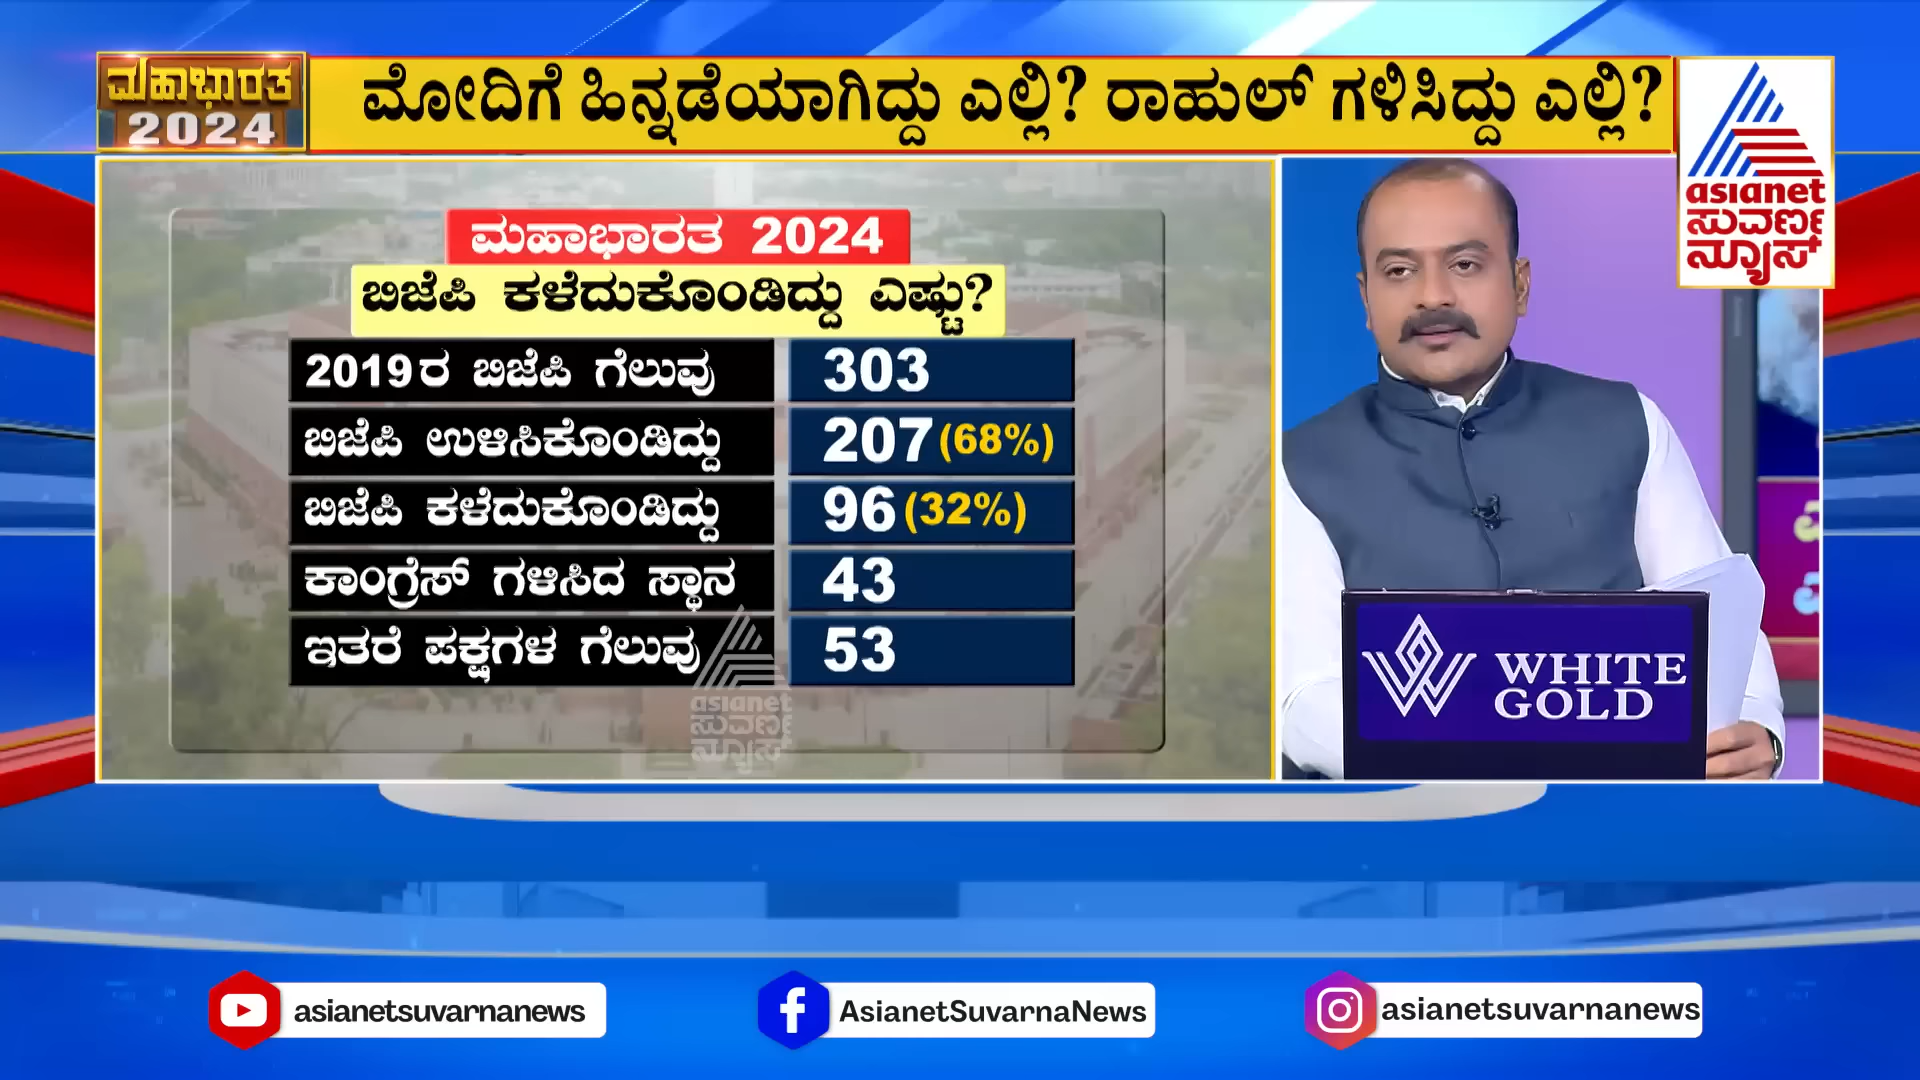 ಮಹಾಭಾರತ
2024
ಮೋದಿಗೆ ಹಿನ್ನಡೆಯಾಗಿದ್ದು ಎಲ್ಲಿ? ರಾಹುಲ್ ಗಳಿಸಿದ್ದು ಎಲ್ಲಿ?
asianet
ಸುವರ್ಣ
ನ್ಯೂಸ್
ಮಹಾಭಾರತ 2024
ಬಿಜೆಪಿ ಕಳೆದುಕೊಂಡಿದ್ದು ಎಷ್ಟು?
2019ರ ಬಿಜೆಪಿ ಗೆಲುವು 303
ಬಿಜೆಪಿ ಉಳಿಸಿಕೊಂಡಿದ್ದು 207 (68%)
ಬಿಜೆಪಿ ಕಳೆದುಕೊಂಡಿದ್ದು 96 (32%)
ಕಾಂಗ್ರೆಸ್ ಗಳಿಸಿದ ಸ್ಥಾನ 43
ಇತರೆ ಪಕ್ಷಗಳ ಗೆಲುವು 53
asianet
ಸುವರ್ಣ
ನ್ಯೂಸ್
WHITE
GOLD
asianetsuvarnanews
AsianetSuvarnaNews
asianetsuvarnanews